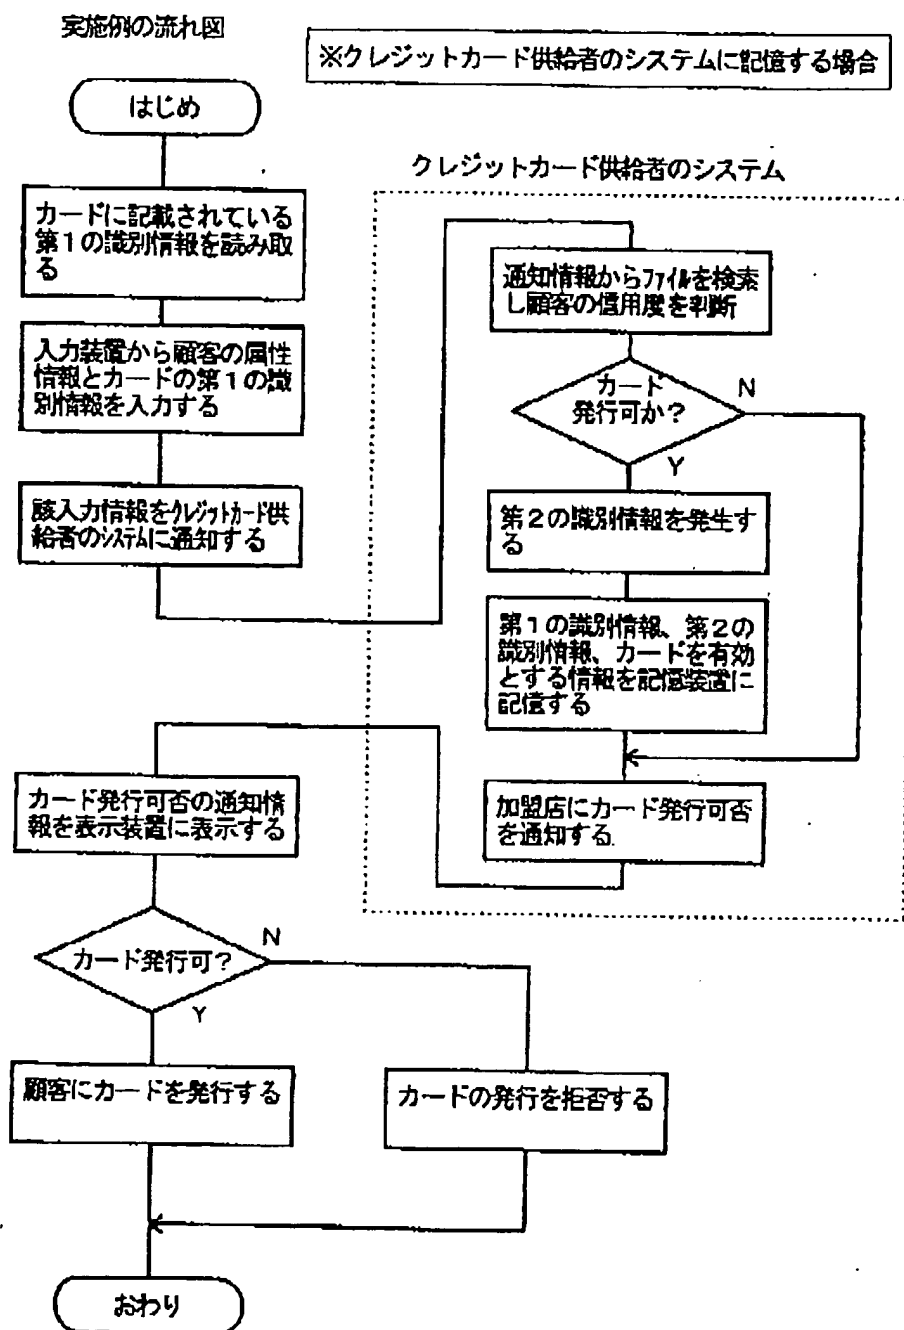 実施例の流れ図
※クレジットカード供給者のシステムに記憶する場合
はじめ
カードに記載されている
第1の識別情報を読み取
る
入力装置から顧客の属性
情報とカードの第1の識
別情報を入力する
該入力情報をクレジットカード供
給者のシステムに通知する
クレジットカード供給者のシステム
通知情報からファイルを検索
し顧客の信用度を判断
カード
発行可か?
N
Y
第2の識別情報を発生す
る
第1の識別情報、第2の
識別情報、カードを有効
とする情報を記憶装置に
記憶する
加盟店にカード発行可否
を通知する
カード発行可否の通知情
報を表示装置に表示する
カード発行可?
N
Y
顧客にカードを発行する
カードの発行を拒否する
おわり